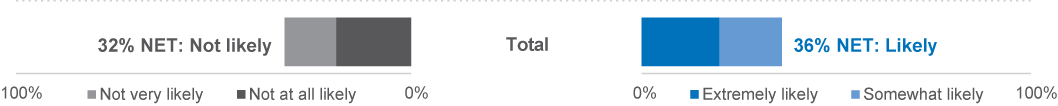 32% NET: Not likely Total 36% NET: Likely
100% Not very likely Not at all likely 0% 0% Extremely likely Somewhat likely 100%